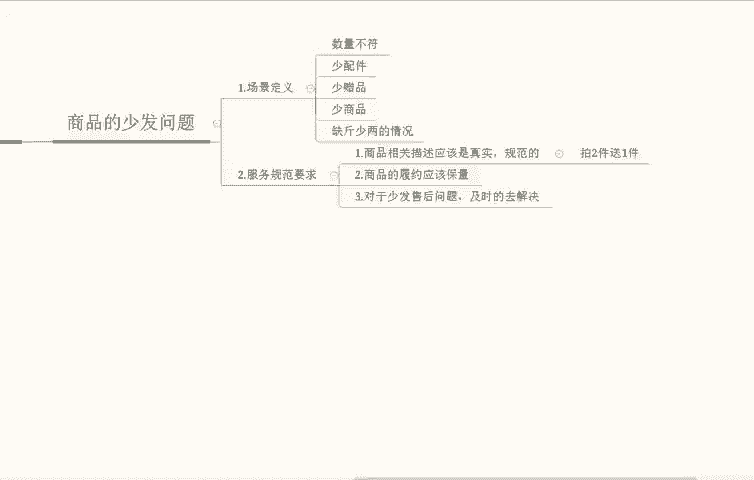 商品的少发问题
1.场景定义
数量不符
少配件
少赠品
少商品
缺斤少两的情况
2.服务规范要求
1.商品相关描述应该是真实，规范的
拍2件送1件
2.商品的履约应该保量
3.对于少发售后问题，及时的去解决